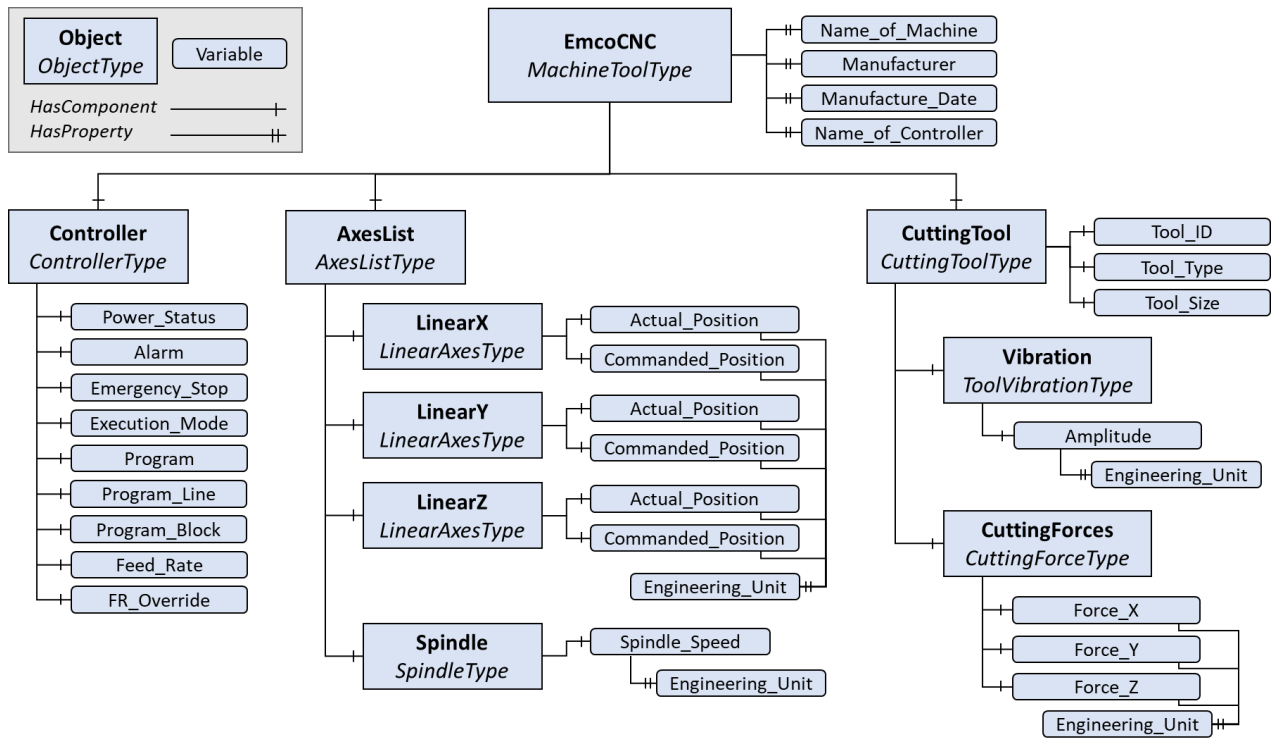 Object
ObjectType
Variable
HasComponent
HasProperty
EmcoCNC
MachineToolType
Name_of_Machine
Manufacturer
Manufacture_Date
Name_of_Controller
Controller
ControllerType
Power_Status
Alarm
Emergency_Stop
Execution_Mode
Program
Program_Line
Program_Block
Feed_Rate
FR_Override
AxesList
AxesListType
LinearX
LinearAxesType
Actual_Position
Commanded_Position
LinearY
LinearAxesType
Actual_Position
Commanded_Position
LinearZ
LinearAxesType
Actual_Position
Commanded_Position
Engineering_Unit
Spindle
SpindleType
Spindle_Speed
Engineering_Unit
CuttingTool
CuttingToolType
Tool_ID
Tool_Type
Tool_Size
Vibration
ToolVibrationType
Amplitude
Engineering_Unit
CuttingForces
CuttingForceType
Force_X
Force_Y
Force_Z
Engineering_Unit